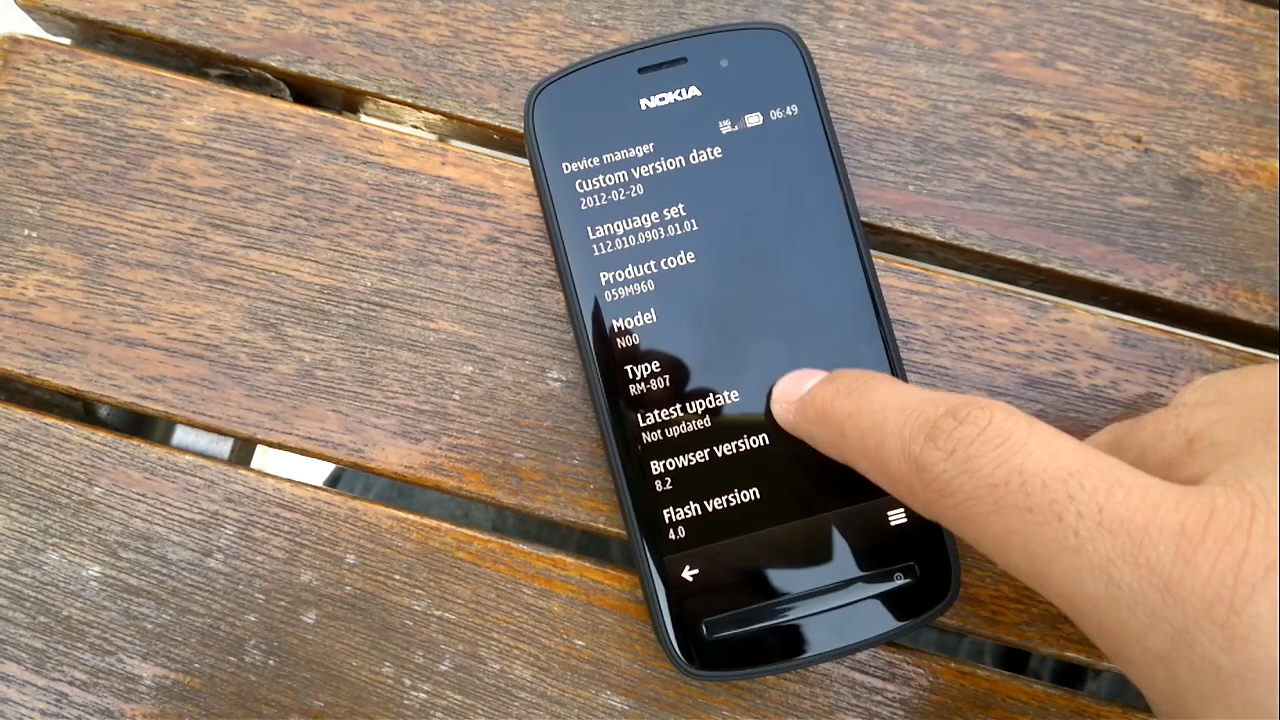 NOKIA
06:49
Device manager
Custom version date
2012-02-20
Language set
112.010.0903.01.01
Product code
059M960
Model
N00
Type
RM-807
Latest update
Not updated
Browser version
8.2
Flash version
4.0